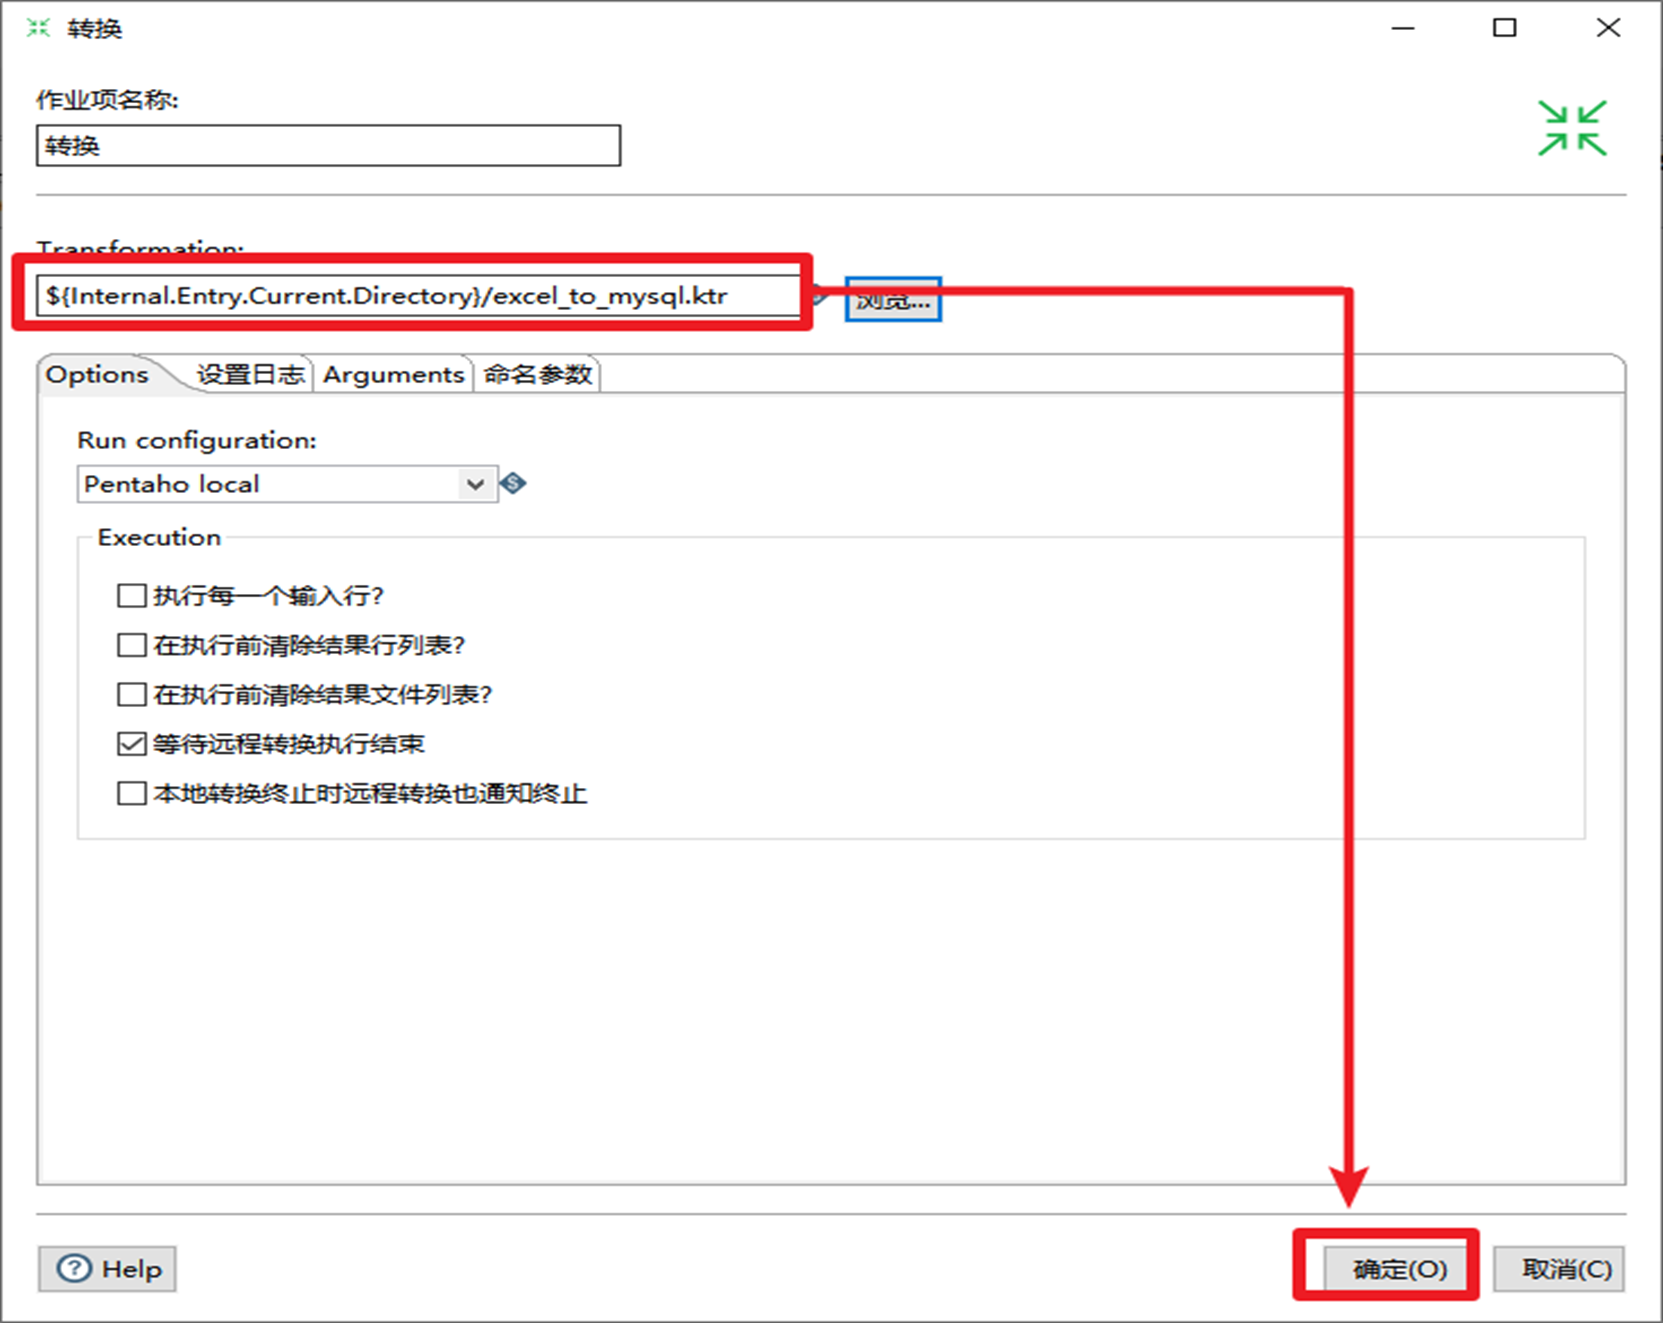 转换
作业项名称:
转换
Transformation:
${Internal.Entry.Current.Directory}/excel_to_mysql.ktr
浏览...
Options 设置日志 Arguments 命名参数
Run configuration:
Pentaho local
Execution
执行每一个输入行?
在执行前清除结果行列表?
在执行前清除结果文件列表?
等待远程转换执行结束
本地转换终止时远程转换也通知终止
Help 确定(O) 取消(C)